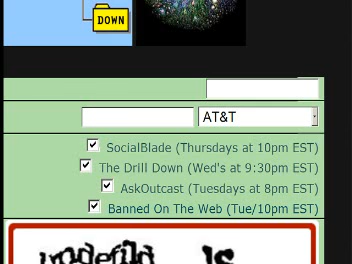 DOWN
AT&T
SocialBlade (Thursdays at 10pm EST)
The Drill Down (Wed's at 9:30pm EST)
AskOutcast (Tuesdays at 8pm EST)
Banned On The Web (Tue/10pm EST)